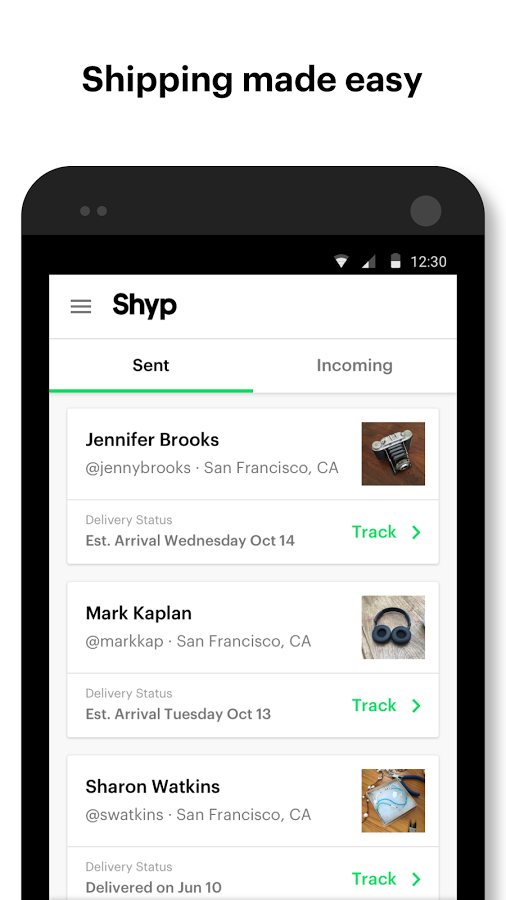 Shipping made easy
12:30
Shyp
Sent Incoming
Jennifer Brooks
@jennybrooks · San Francisco, CA
Delivery Status
Est. Arrival Wednesday Oct 14
Track
Mark Kaplan
@markkap · San Francisco, CA
Delivery Status
Est. Arrival Tuesday Oct 13
Track
Sharon Watkins
@swatkins · San Francisco, CA
Delivery Status
Delivered on Jun 10
Track